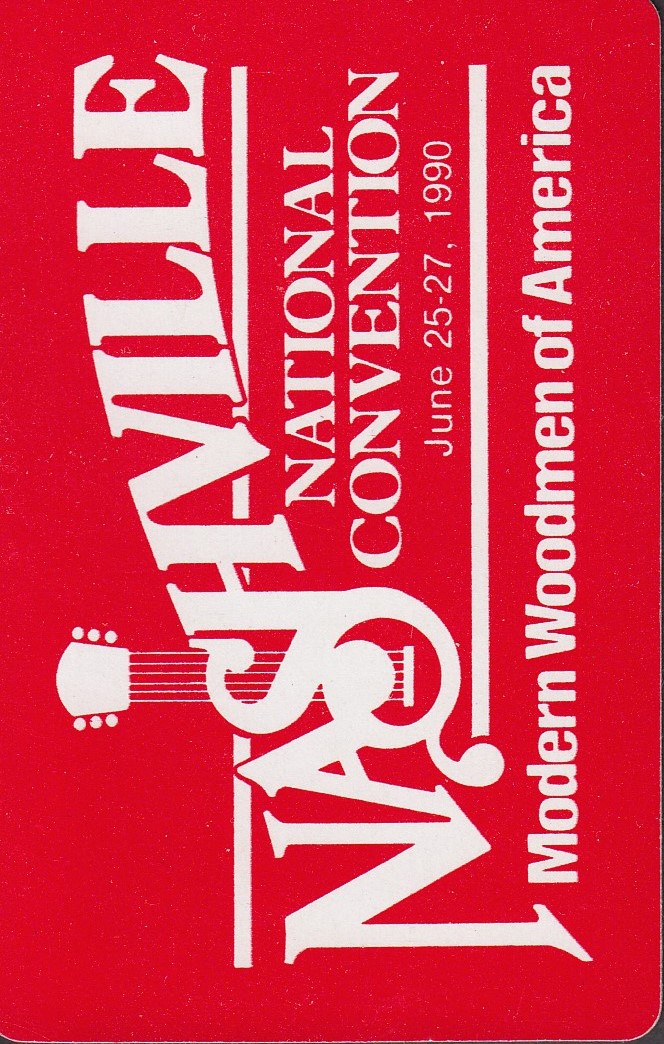 NASHVILLE
NATIONAL
CONVENTION
June 25-27, 1990
Modern Woodmen of America